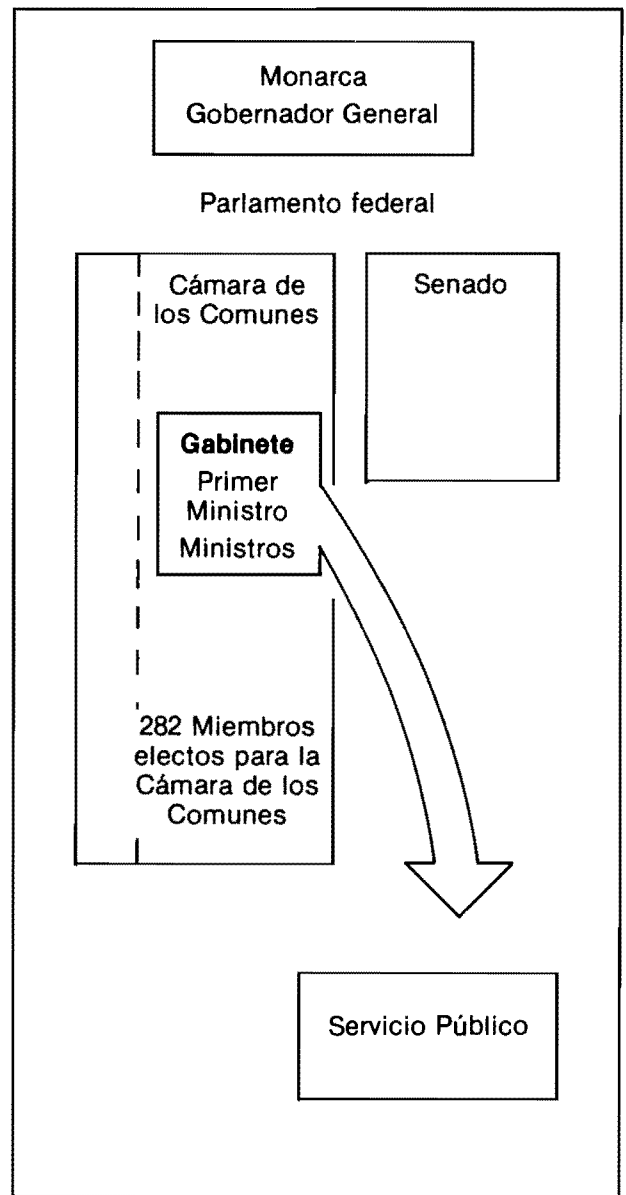 Monarca
Gobernador General
Parlamento federal
Cámara de
los Comunes
Senado
Gabinete
Primer
Ministro
Ministros
282 Miembros
electos para la
Cámara de los
Comunes
Servicio Público